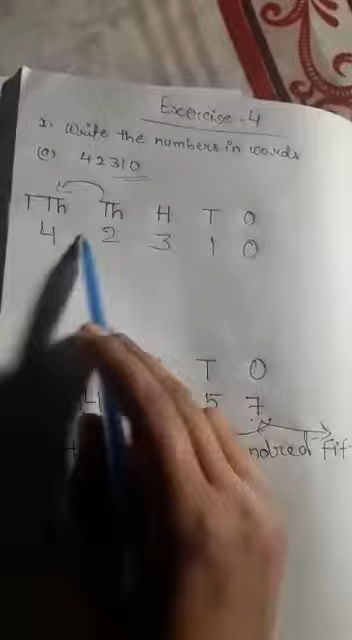 Exercise-4
1. Write the numbers in words
(a) 42310
T Th Th H T O
4 2 3 1 0
T O
5 7
ndred Fif